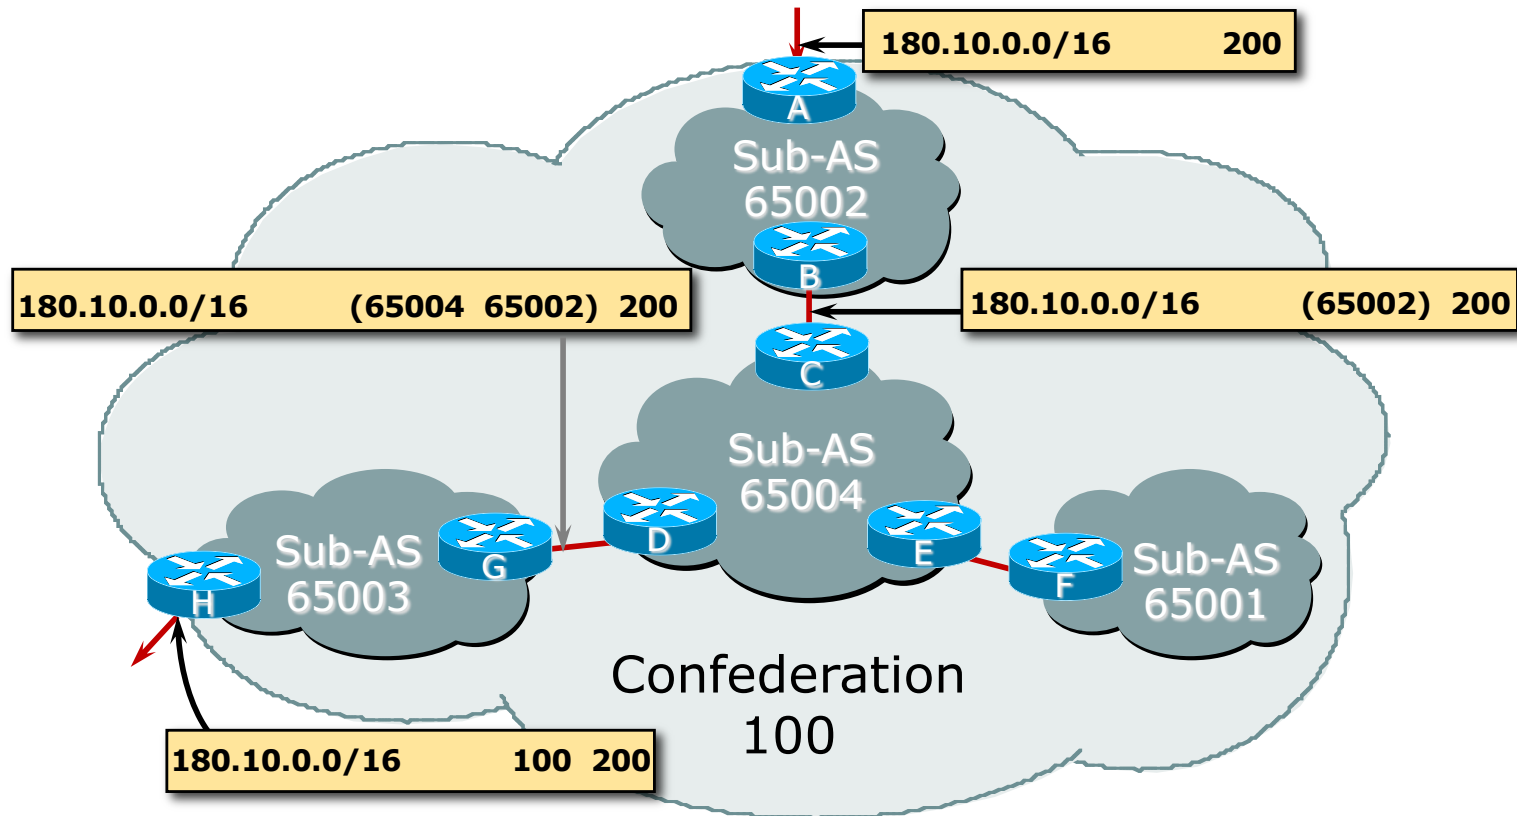 180.10.0.0/16 200
A
Sub-AS
65002
B
180.10.0.0/16 (65004 65002) 200
180.10.0.0/16 (65002) 200
C
Sub-AS
65004
D
E
Sub-AS
65003
G
H
F
Sub-AS
65001
Confederation
100
180.10.0.0/16 100 200